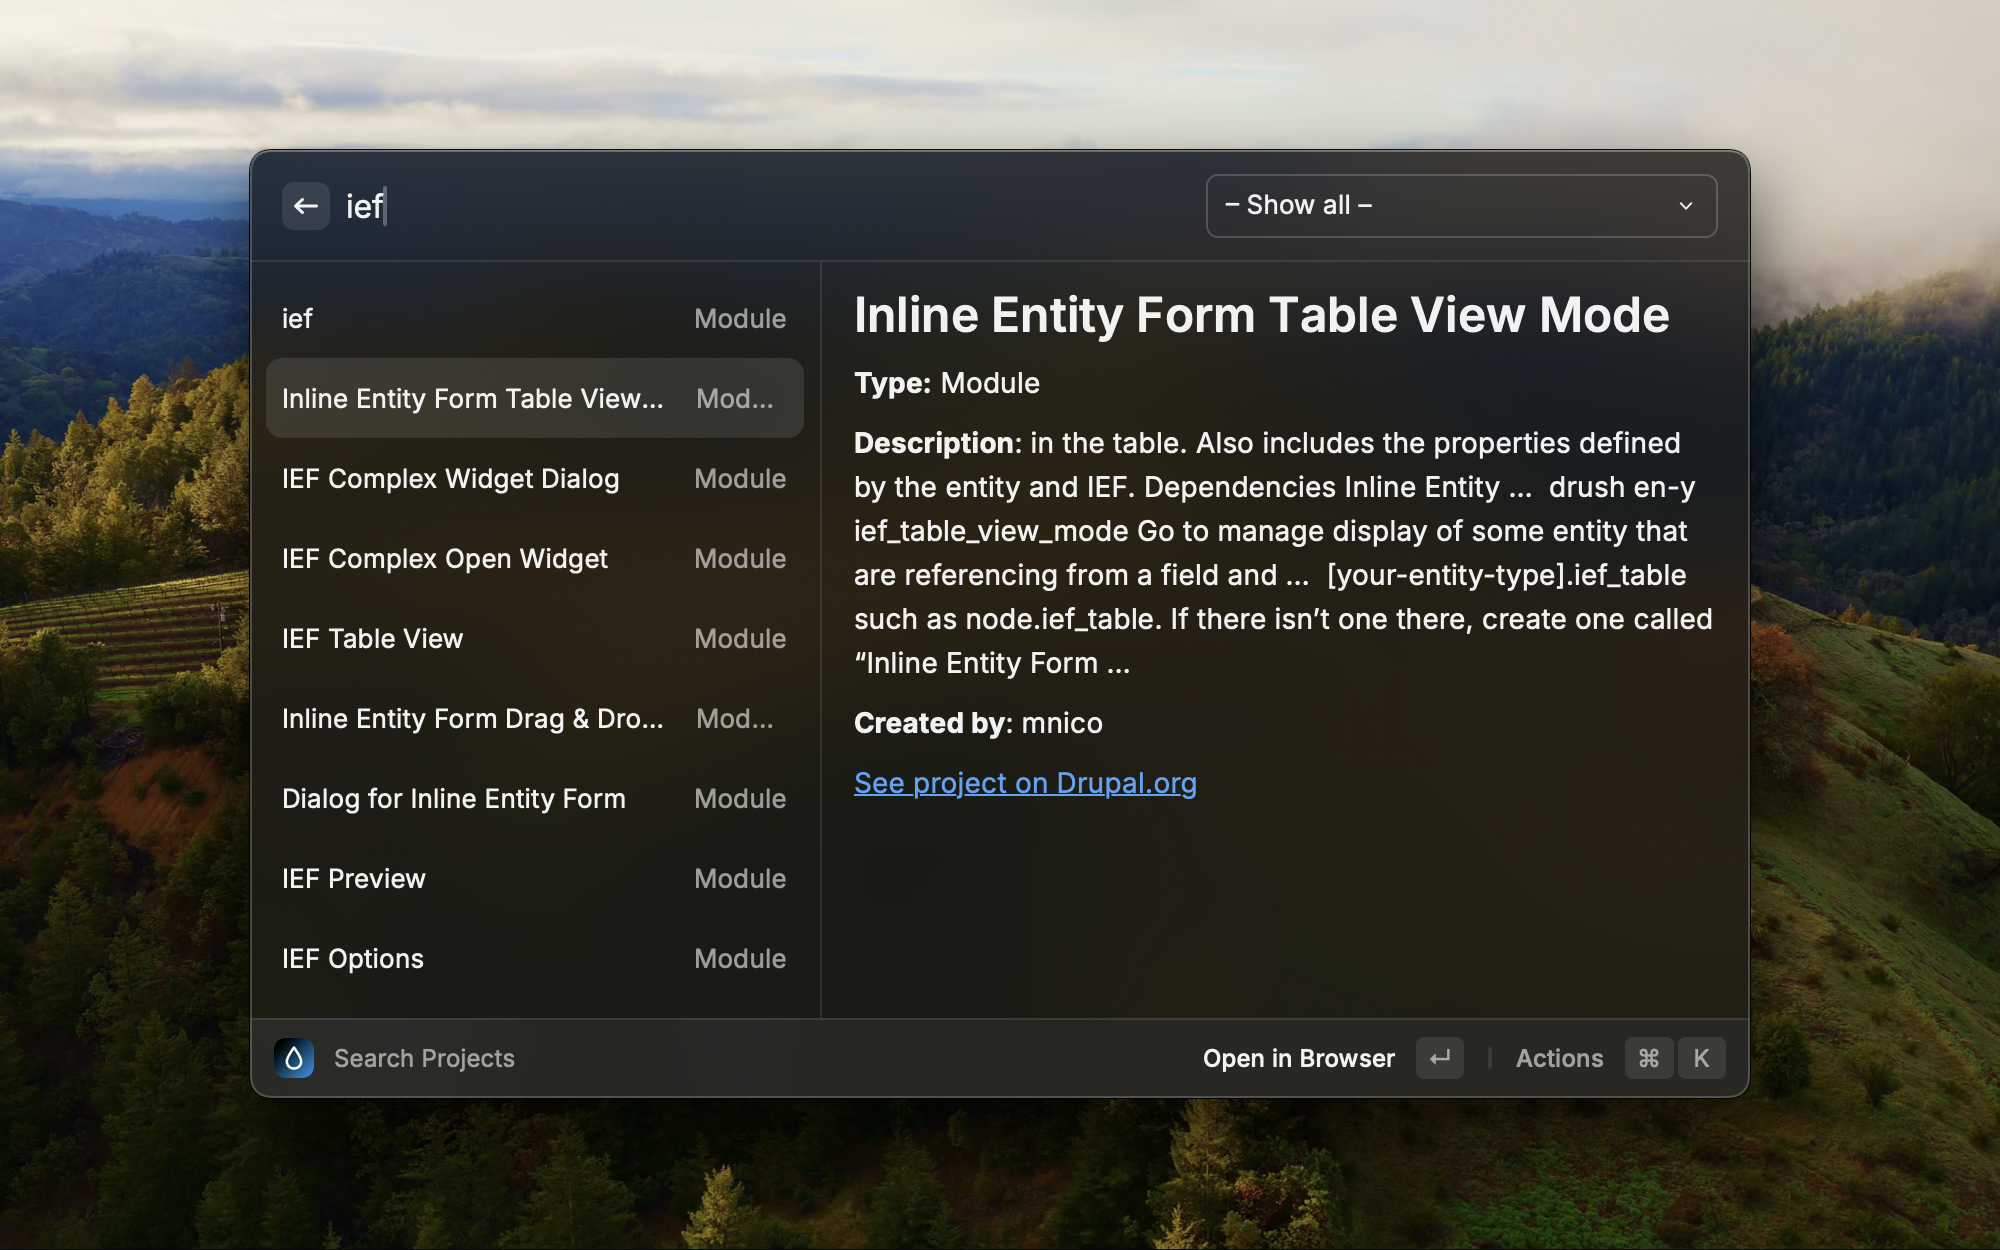 ief
– Show all –
ief Module
Inline Entity Form Table View... Mod...
IEF Complex Widget Dialog Module
IEF Complex Open Widget Module
IEF Table View Module
Inline Entity Form Drag & Dro... Mod...
Dialog for Inline Entity Form Module
IEF Preview Module
IEF Options Module
Inline Entity Form Table View Mode
Type: Module
Description: in the table. Also includes the properties defined
by the entity and IEF. Dependencies Inline Entity ... drush en-y
ief_table_view_mode Go to manage display of some entity that
are referencing from a field and ... [your-entity-type].ief_table
such as node.ief_table. If there isn’t one there, create one called
“Inline Entity Form ...
Created by: mnico
See project on Drupal.org
Search Projects
Open in Browser ↵ | Actions ⌘ K